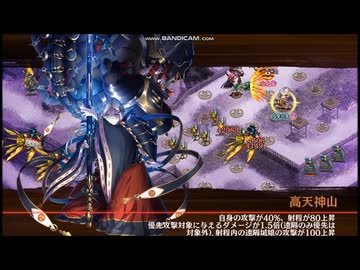 www.BANDICAM.com
高天神山
自身の攻撃が40%、射程が80上昇
優先攻撃対象に与えるダメージが1.5倍(遠隔のみ優先は
対象外)、射程内の遠隔城娘の攻撃が100上昇